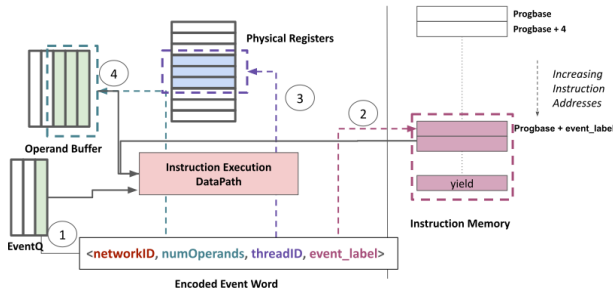 Progbase
Progbase + 4
Physical Registers
4
Increasing
Instruction
Addresses
3
2
Operand Buffer
Progbase + event_label
Instruction Execution
DataPath
yield
Instruction Memory
EventQ
1
<networkID, numOperands, threadID, event_label>
Encoded Event Word